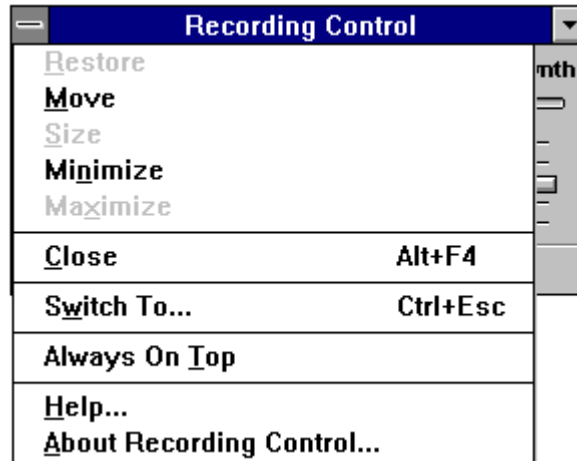 Recording Control
Restore
Move
Size
Minimize
Maximize
Close Alt+F4
Switch To... Ctrl+Esc
Always On Top
Help...
About Recording Control...